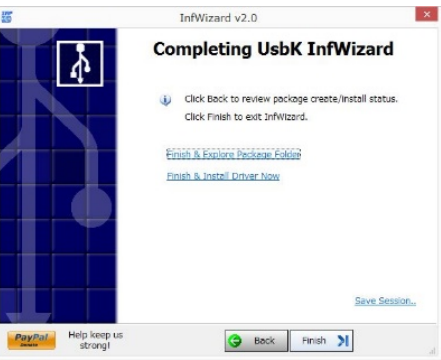 InfWizard v2.0
Completing UsbK InfWizard
Click Back to review package create/install status.
Click Finish to exit InfWizard.
Finish & Explore Package Folder
Finish & Install Driver Now
Save Session..
PayPal
Donate
Help keep us
strong!
Back
Finish